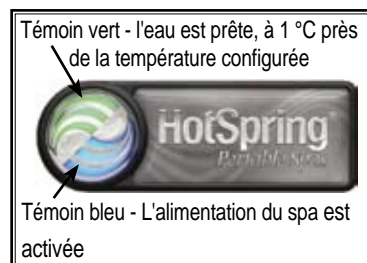 Témoin vert - l'eau est prête, à 1 °C près
de la température configurée
HotSpring
Portable Spas
Témoin bleu - L'alimentation du spa est
activée